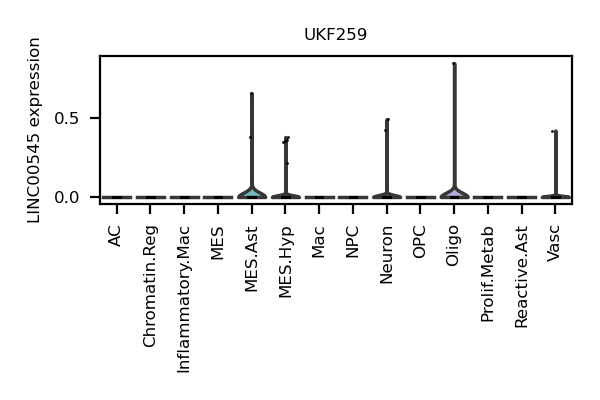 UKF259
LINC00545 expression
0.5
0.0
AC
Chromatin.Reg
Inflammatory.Mac
MES
MES.Ast
MES.Hyp
Mac
NPC
Neuron
OPC
Oligo
Prolif.Metab
Reactive.Ast
Vasc